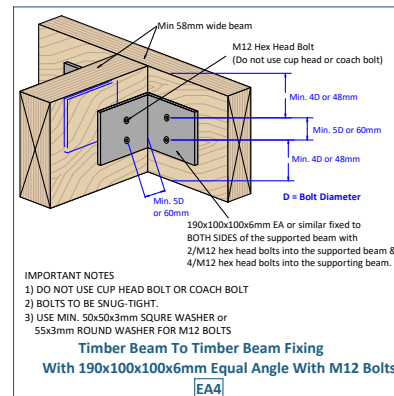 Min 58mm wide beam
M12 Hex Head Bolt
(Do not use cup head or coach bolt)
Min. 4D or 48mm
Min. 5D or 60mm
Min. 4D or 48mm
D = Bolt Diameter
Min. 5D
or 60mm
190x100x100x6mm EA or similar fixed to
BOTH SIDES of the supported beam with
2/M12 hex head bolts into the supported beam &
4/M12 hex head bolts into the supporting beam.
IMPORTANT NOTES
1) DO NOT USE CUP HEAD BOLT OR COACH BOLT
2) BOLTS TO BE SNUG-TIGHT.
3) USE MIN. 50x50x3mm SQURE WASHER or
55x3mm ROUND WASHER FOR M12 BOLTS
Timber Beam To Timber Beam Fixing
With 190x100x100x6mm Equal Angle With M12 Bolts
EA4